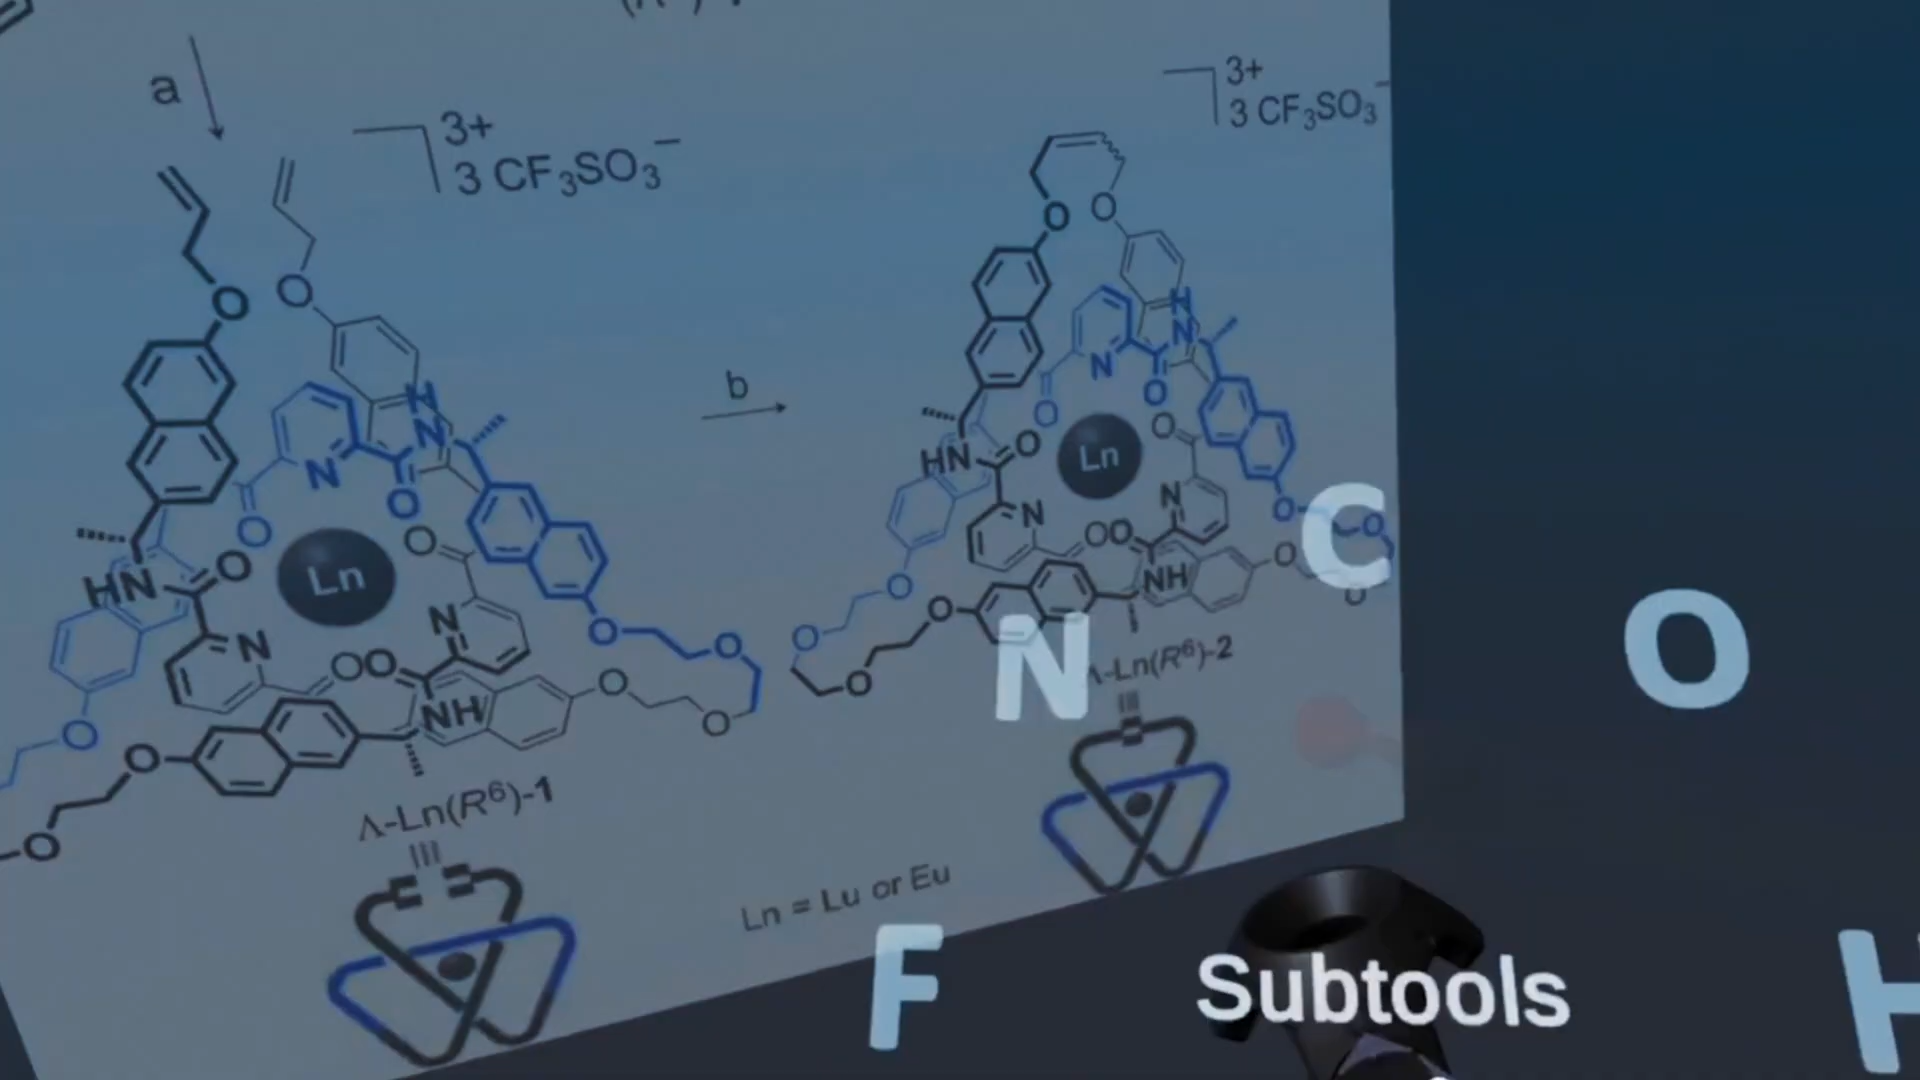 a
3+
3 CF₃SO₃⁻
3+
3 CF₃SO₃⁻
O
O
H
N
N
O
O
O
HN
O
Ln
N
N
O
O
NH
O
O
O
O
O
O
Λ-Ln(R⁶)-1
b
O
O
H
N
N
O
O
O
HN
O
Ln
N
N
O
O
NH
O
O
O
O
O
O
O
Λ-Ln(R⁶)-2
Ln = Lu or Eu
C
N
O
F
Subtools
H